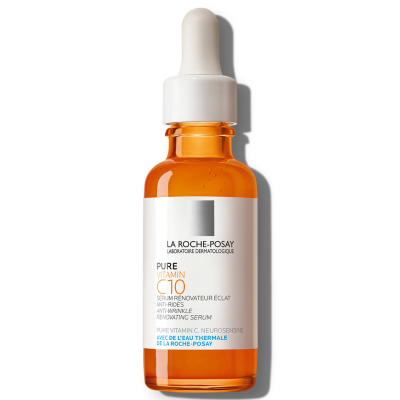 LA ROCHE-POSAY
LABORATOIRE DERMATOLOGIQUE
PURE
VITAMIN
C10
SÉRUM RÉNOVATEUR ÉCLAT
ANTI-RIDES
ANTI-WRINKLE
RENOVATING SERUM
PURE VITAMIN C, NEUROSENSINE
AVEC DE L'EAU THERMALE
DE LA ROCHE-POSAY